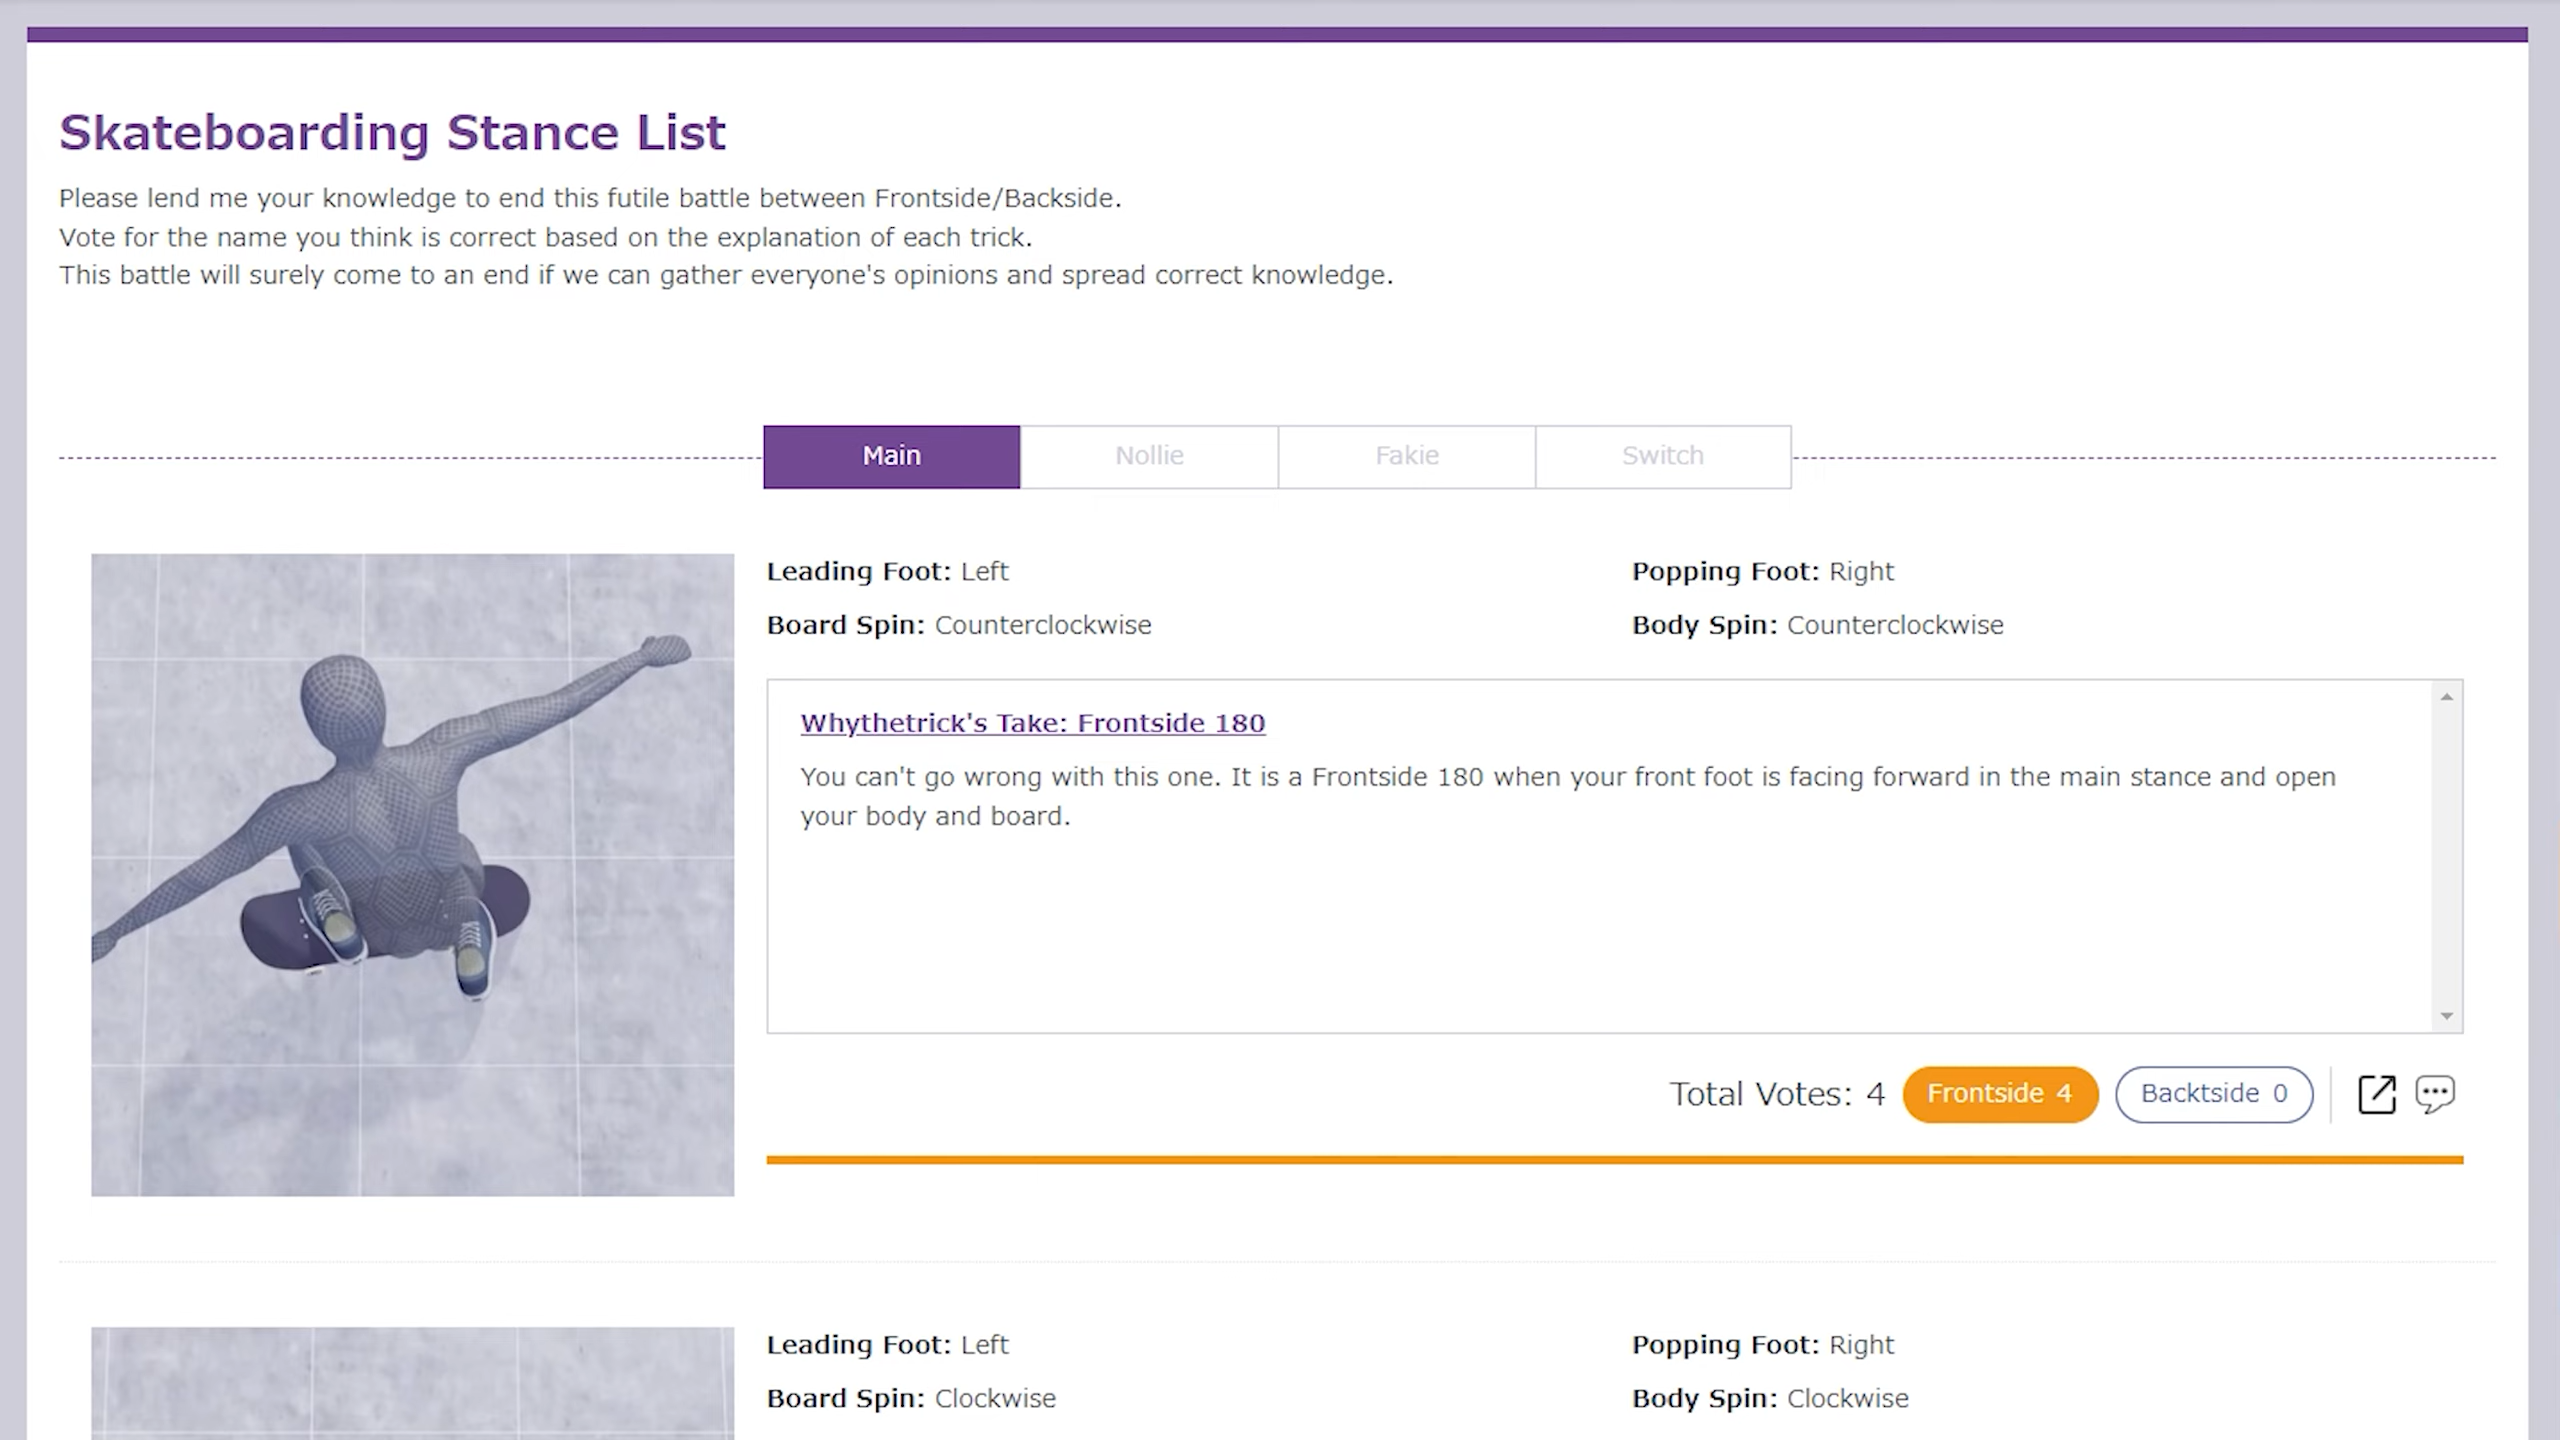 Skateboarding Stance List
Please lend me your knowledge to end this futile battle between Frontside/Backside.
Vote for the name you think is correct based on the explanation of each trick.
This battle will surely come to an end if we can gather everyone's opinions and spread correct knowledge.
Main Nollie Fakie Switch
Leading Foot: Left Popping Foot: Right
Board Spin: Counterclockwise Body Spin: Counterclockwise
Whythetrick's Take: Frontside 180
You can't go wrong with this one. It is a Frontside 180 when your front foot is facing forward in the main stance and open
your body and board.
Total Votes: 4 Frontside 4 Backtside 0
Leading Foot: Left Popping Foot: Right
Board Spin: Clockwise Body Spin: Clockwise